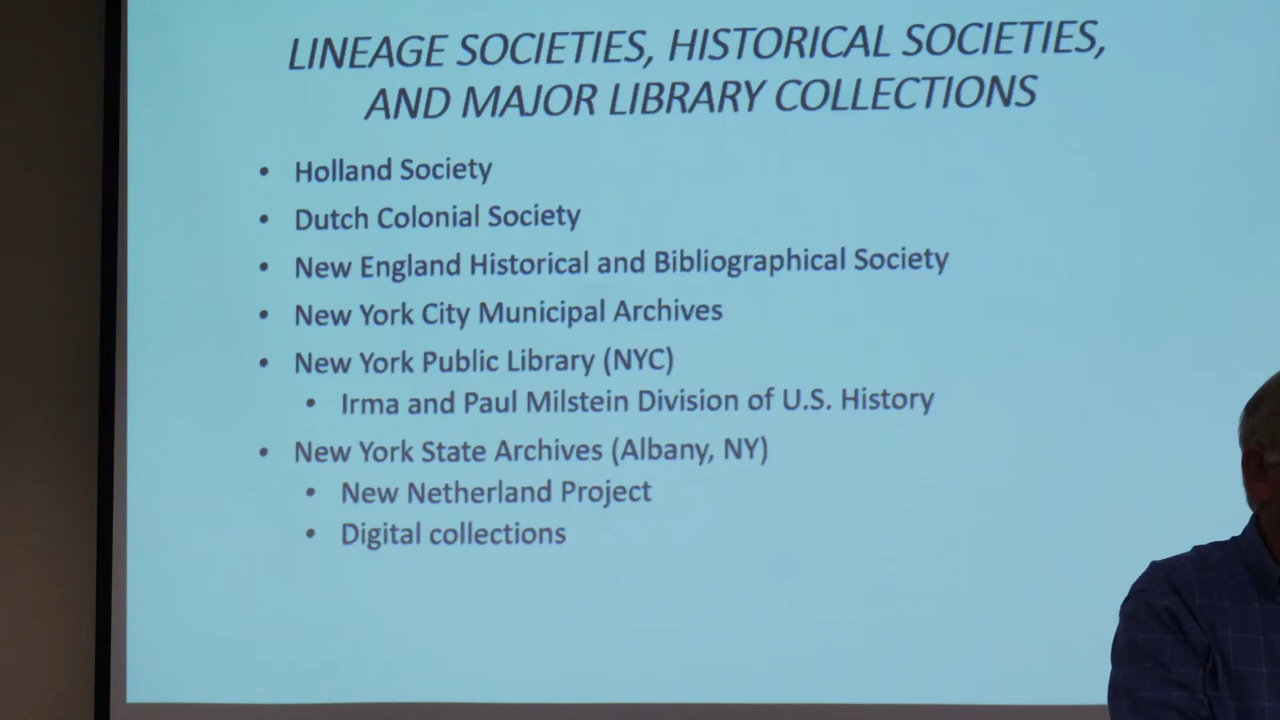 LINEAGE SOCIETIES, HISTORICAL SOCIETIES,
AND MAJOR LIBRARY COLLECTIONS
• Holland Society
• Dutch Colonial Society
• New England Historical and Bibliographical Society
• New York City Municipal Archives
• New York Public Library (NYC)
• Irma and Paul Milstein Division of U.S. History
• New York State Archives (Albany, NY)
• New Netherland Project
• Digital collections